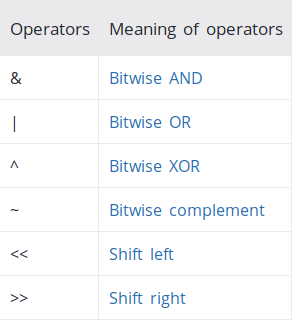 Operators Meaning of operators
& Bitwise AND
| Bitwise OR
^ Bitwise XOR
~ Bitwise complement
<< Shift left
>> Shift right